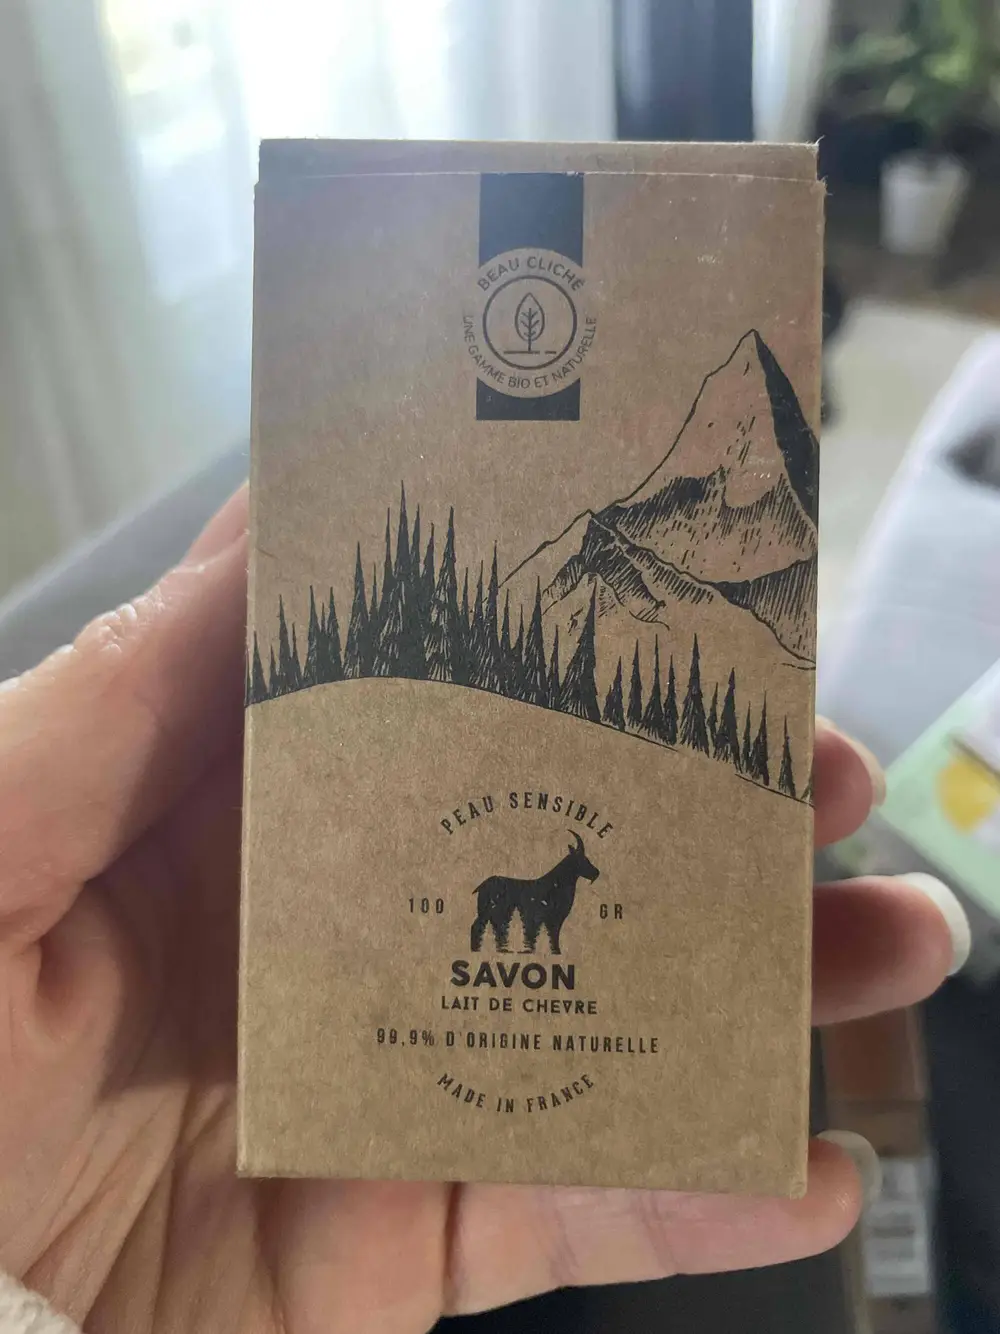 BEAU CLICHÉ
UNE GAMME BIO ET NATURELLE
PEAU SENSIBLE
100 GR
SAVON
LAIT DE CHEVRE
99,9% D'ORIGINE NATURELLE
MADE IN FRANCE